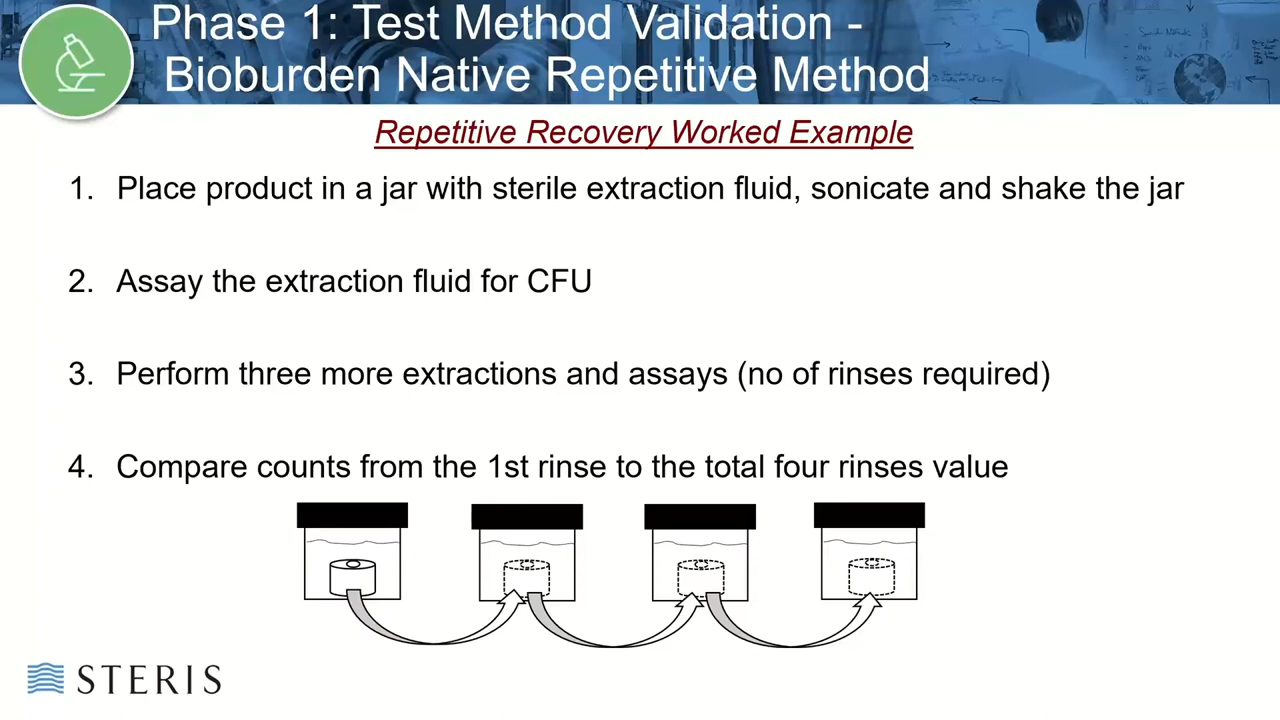 Phase 1: Test Method Validation -
Bioburden Native Repetitive Method
Repetitive Recovery Worked Example
1. Place product in a jar with sterile extraction fluid, sonicate and shake the jar
2. Assay the extraction fluid for CFU
3. Perform three more extractions and assays (no of rinses required)
4. Compare counts from the 1st rinse to the total four rinses value
STERIS